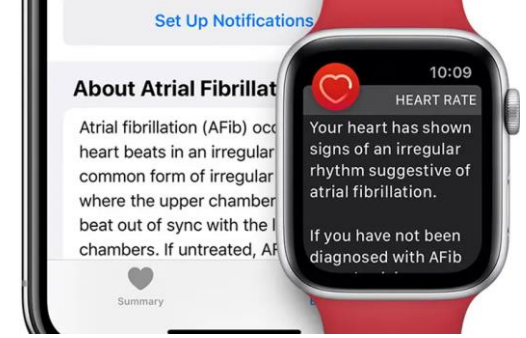 Set Up Notifications
About Atrial Fibrillat
Atrial fibrillation (AFib) occ
heart beats in an irregular
common form of irregular
where the upper chamber
beat out of sync with the l
chambers. If untreated, AF
Summary
10:09
HEART RATE
Your heart has shown
signs of an irregular
rhythm suggestive of
atrial fibrillation.
If you have not been
diagnosed with AFib